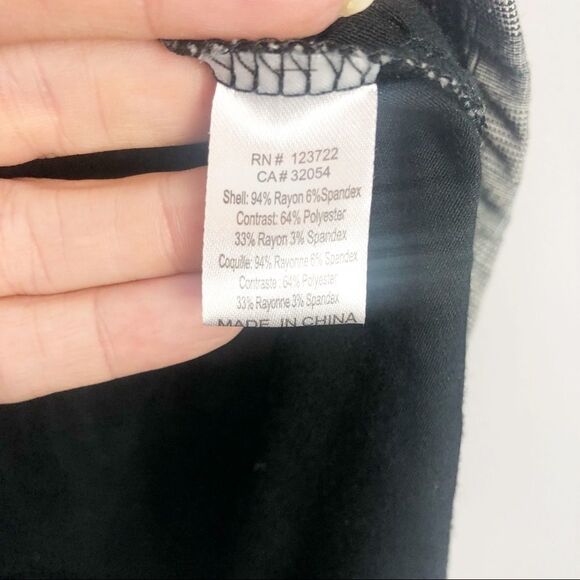 RN# 123722
CA# 32054
Shell: 94% Rayon 6%Spandex
Contrast: 64% Polyester
33% Rayon 3% Spandex
Coquille: 94% Rayonne 6% Spandex
Contraste : 64% Polyester
33% Rayonne 3% Spandex
MADE IN CHINA